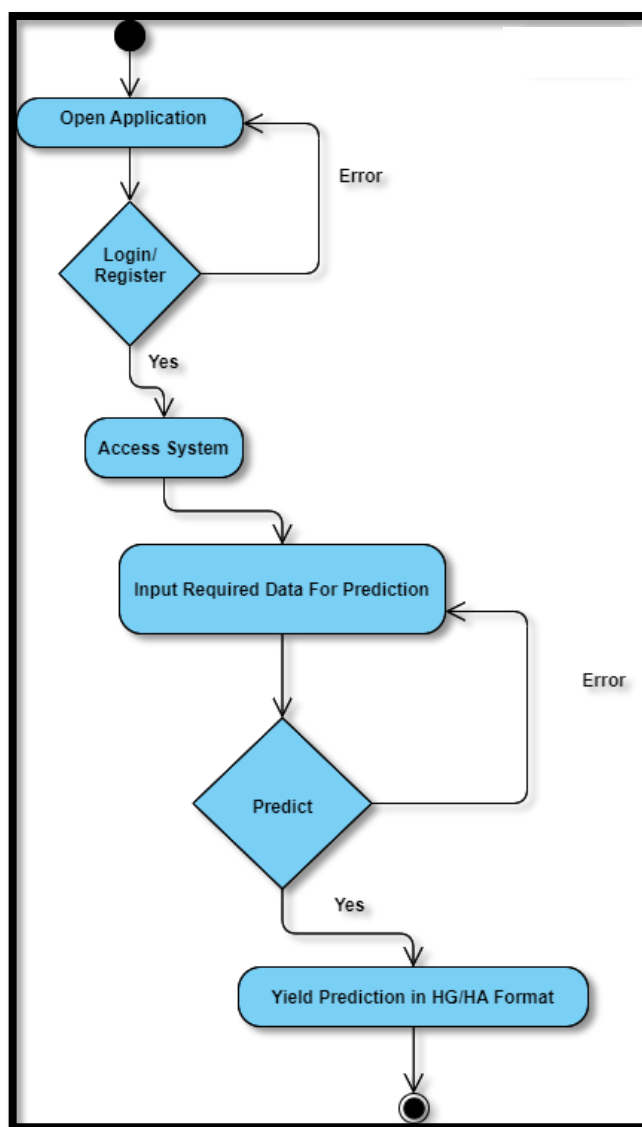 Open Application
Error
Login/
Register
Yes
Access System
Input Required Data For Prediction
Error
Predict
Yes
Yield Prediction in HG/HA Format